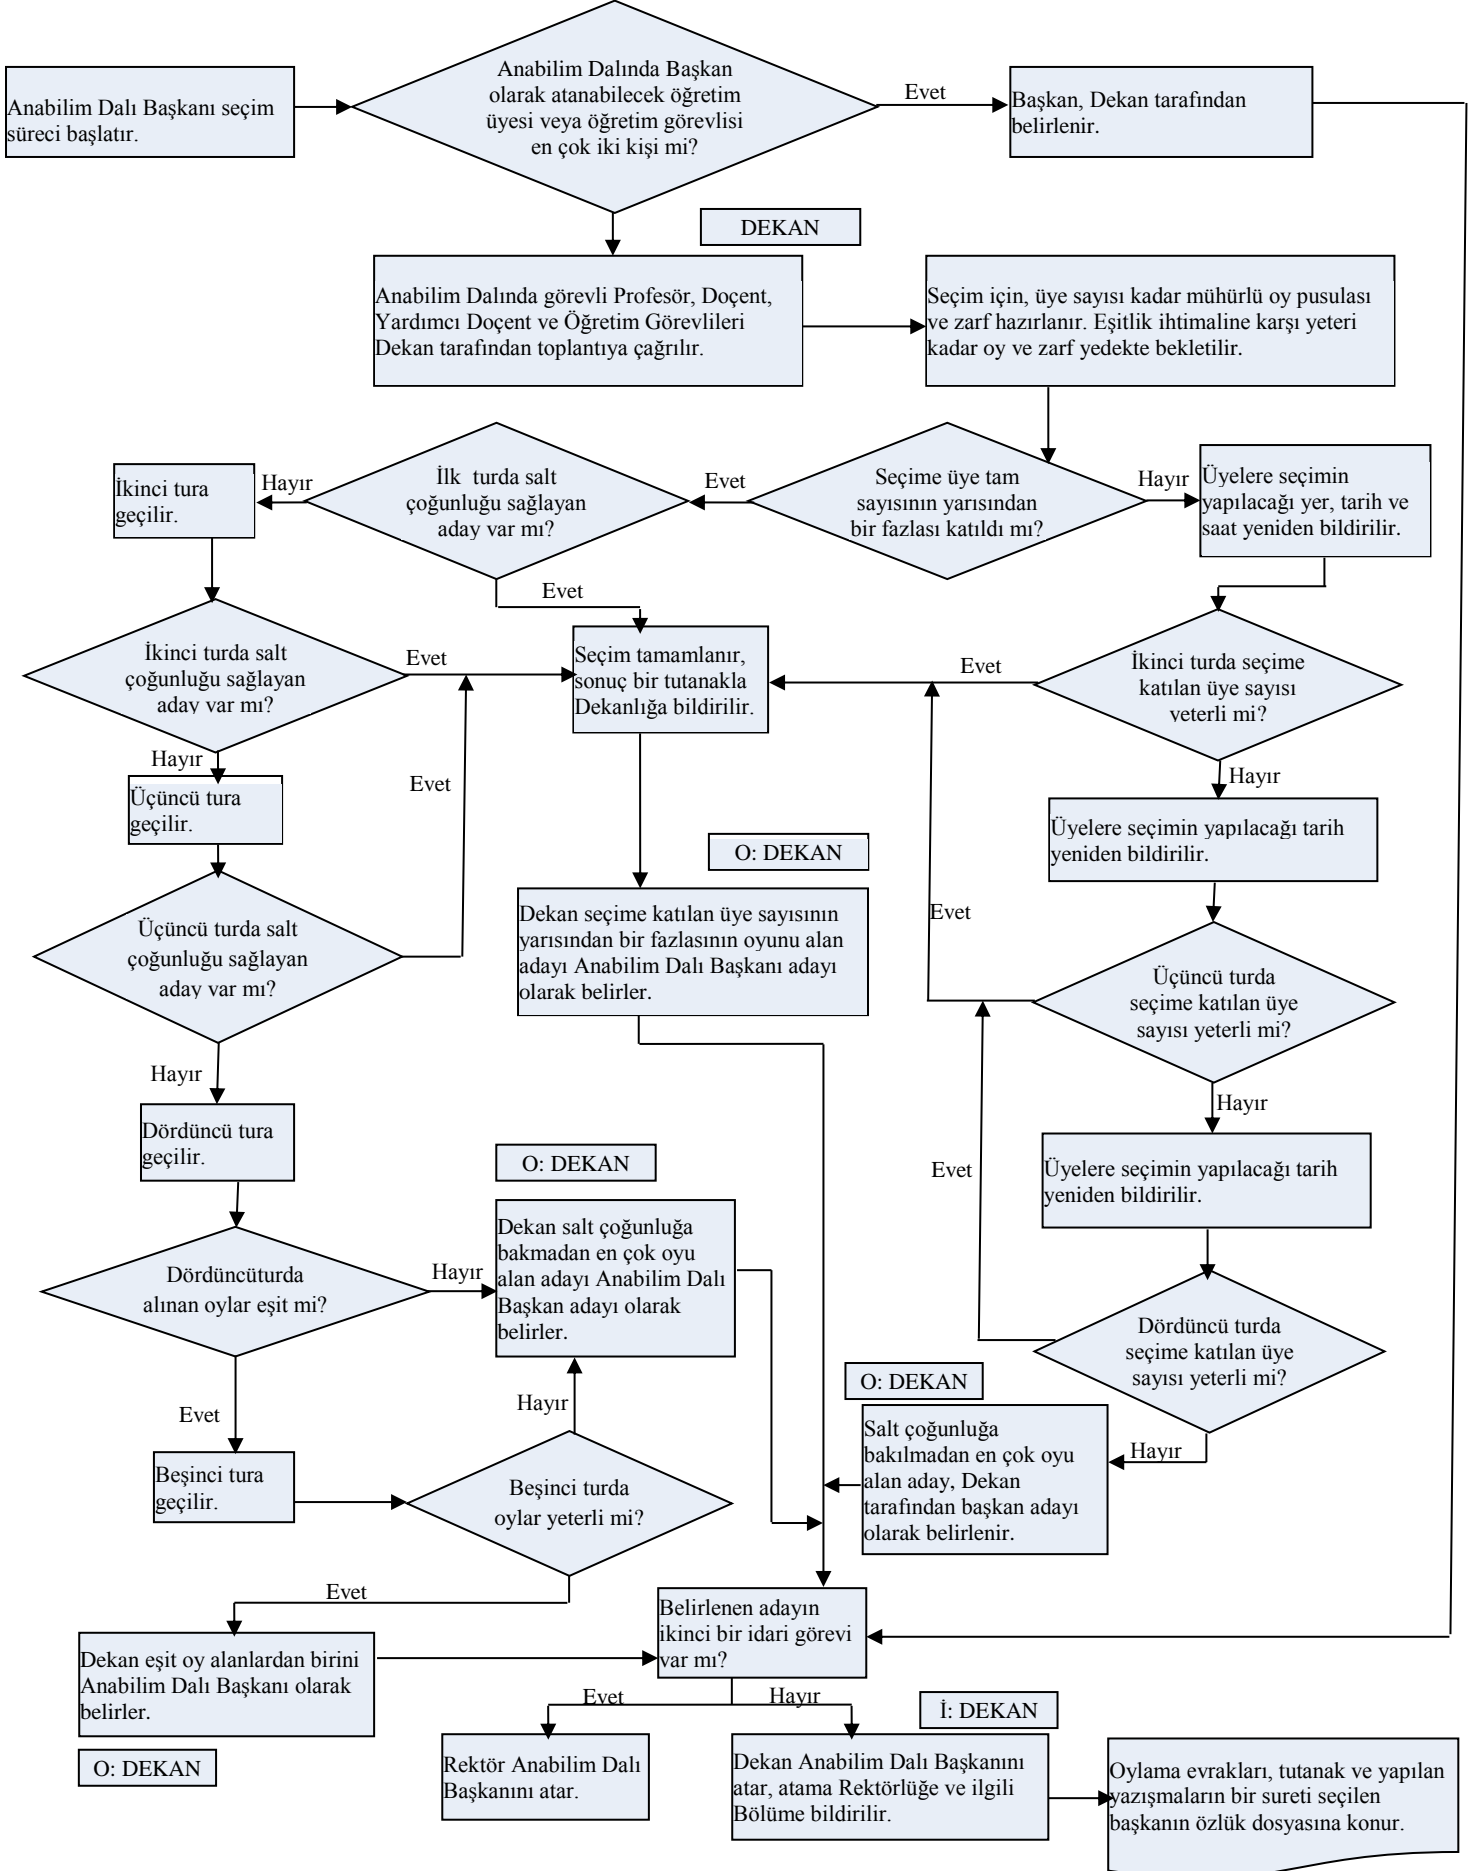 Anabilim Dalı Başkanı seçim
süreci başlatır.
Anabilim Dalında Başkan
olarak atanabilecek öğretim
üyesi veya öğretim görevlisi
en çok iki kişi mi?
Evet
Başkan, Dekan tarafından
belirlenir.
DEKAN
Anabilim Dalında görevli Profesör, Doçent,
Yardımcı Doçent ve Öğretim Görevlileri
Dekan tarafından toplantıya çağrılır.
Seçim için, üye sayısı kadar mühürlü oy pusulası
ve zarf hazırlanır. Eşitlik ihtimaline karşı yeteri
kadar oy ve zarf yedekte bekletilir.
İkinci tura
geçilir.
Hayır
İlk turda salt
çoğunluğu sağlayan
aday var mı?
Evet
Seçime üye tam
sayısının yarısından
bir fazlası katıldı mı?
Hayır
Üyelere seçimin
yapılacağı yer, tarih ve
saat yeniden bildirilir.
Evet
İkinci turda salt
çoğunluğu sağlayan
aday var mı?
Evet
Seçim tamamlanır,
sonuç bir tutanakla
Dekanlığa bildirilir.
Evet
İkinci turda seçime
katılan üye sayısı
yeterli mi?
Hayır
Üçüncü tura
geçilir.
Evet
Hayır
Üyelere seçimin yapılacağı tarih
yeniden bildirilir.
O: DEKAN
Üçüncü turda salt
çoğunluğu sağlayan
aday var mı?
Dekan seçime katılan üye sayısının
yarısından bir fazlasının oyunu alan
adayı Anabilim Dalı Başkanı adayı
olarak belirler.
Evet
Üçüncü turda
seçime katılan üye
sayısı yeterli mi?
Hayır
Hayır
Dördüncü tura
geçilir.
O: DEKAN
Evet
Üyelere seçimin yapılacağı tarih
yeniden bildirilir.
Dördüncüturda
alınan oylar eşit mi?
Hayır
Dekan salt çoğunluğa
bakmadan en çok oyu
alan adayı Anabilim Dalı
Başkan adayı olarak
belirler.
Dördüncü turda
seçime katılan üye
sayısı yeterli mi?
O: DEKAN
Evet
Hayır
Salt çoğunluğa
bakılmadan en çok oyu
alan aday, Dekan
tarafından başkan adayı
olarak belirlenir.
Hayır
Beşinci tura
geçilir.
Beşinci turda
oylar yeterli mi?
Evet
Dekan eşit oy alanlardan birini
Anabilim Dalı Başkanı olarak
belirler.
O: DEKAN
Belirlenen adayın
ikinci bir idari görevi
var mı?
Evet
Hayır
İ: DEKAN
Rektör Anabilim Dalı
Başkanını atar.
Dekan Anabilim Dalı Başkanını
atar, atama Rektörlüğe ve ilgili
Bölüme bildirilir.
Oylama evrakları, tutanak ve yapılan
yazışmaların bir sureti seçilen
başkanın özlük dosyasına konur.